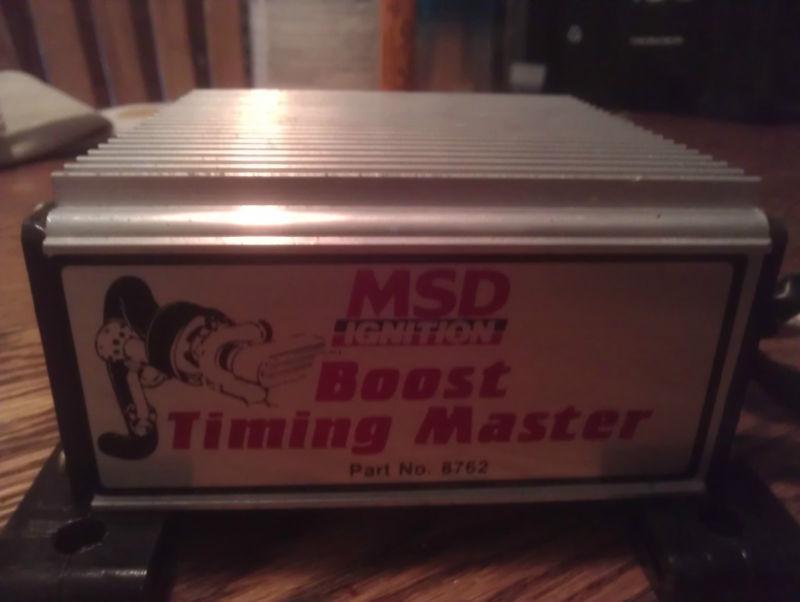 MSD
IGNITION
Boost
Timing Master
Part No. 8762